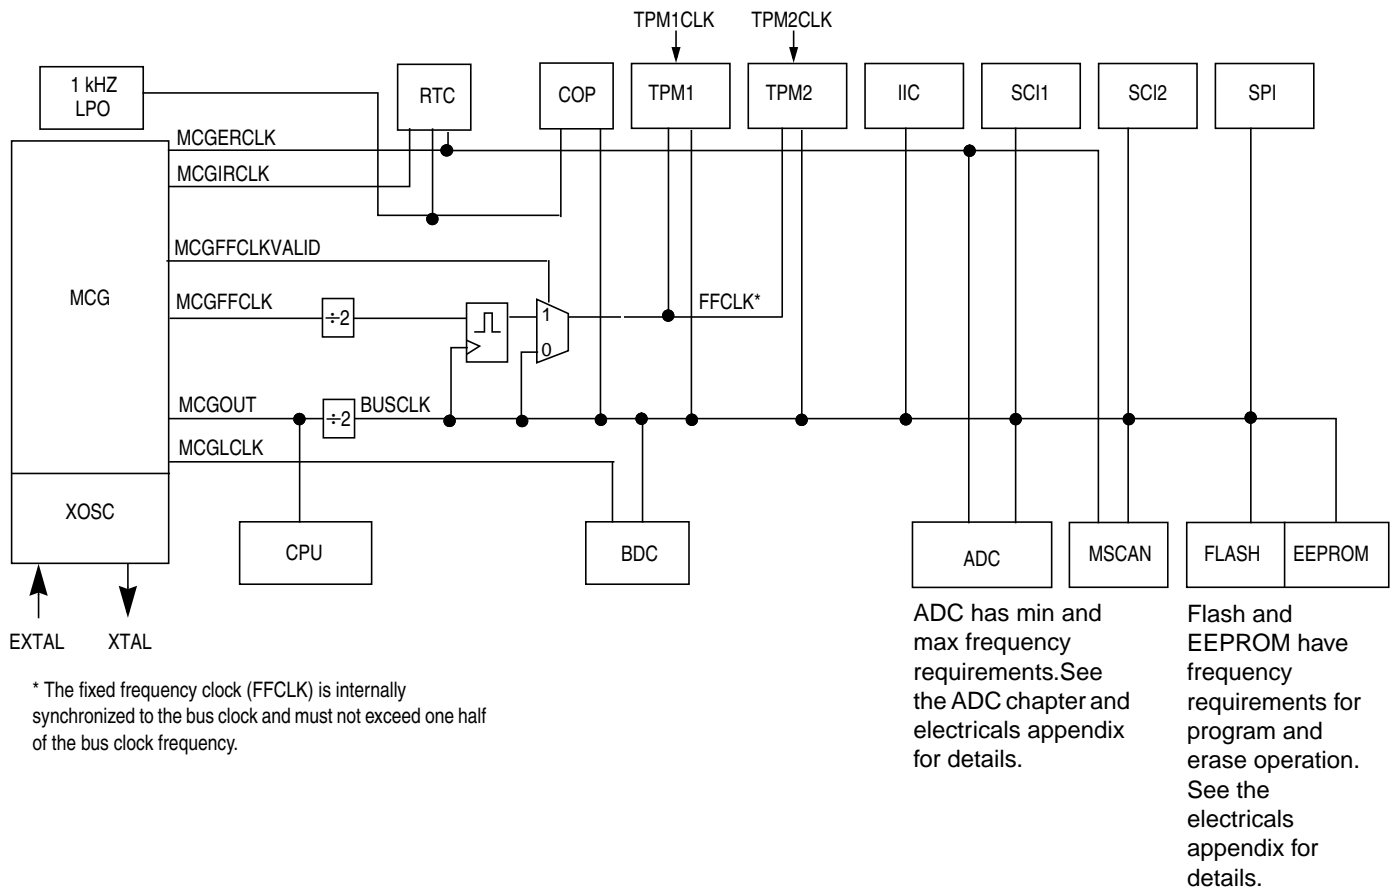 TPM1CLK
TPM2CLK
1 kHZ
LPO
RTC
COP
TPM1
TPM2
IIC
SCI1
SCI2
SPI
MCGERCLK
MCGIRCLK
MCGFFCLKVALID
MCG
MCGFFCLK
÷2
1
0
FFCLK*
MCGOUT
÷2
BUSCLK
MCGLCLK
XOSC
CPU
BDC
ADC
MSCAN
FLASH
EEPROM
EXTAL
XTAL
* The fixed frequency clock (FFCLK) is internally
synchronized to the bus clock and must not exceed one half
of the bus clock frequency.
ADC has min and
max frequency
requirements.See
the ADC chapter and
electricals appendix
for details.
Flash and
EEPROM have
frequency
requirements for
program and
erase operation.
See the
electricals
appendix for
details.